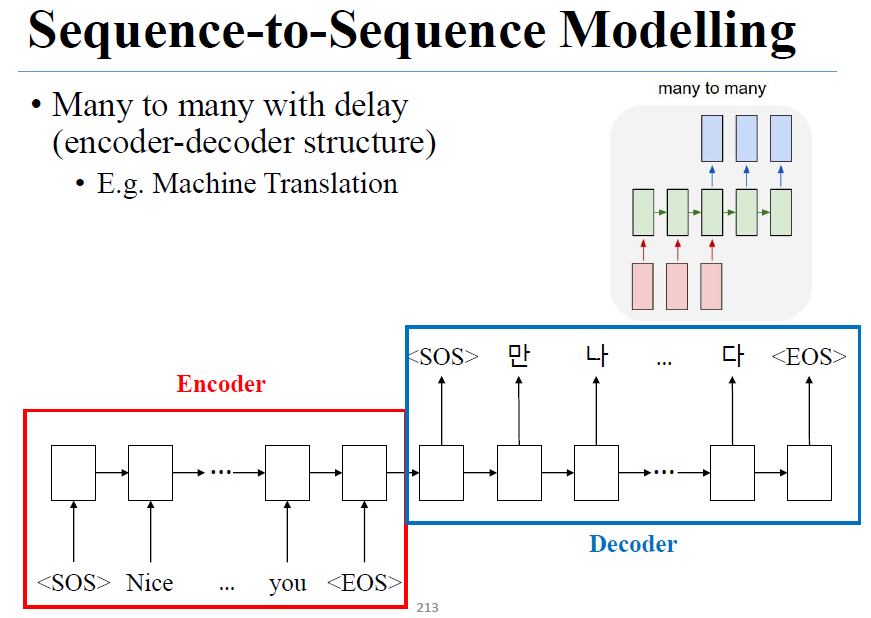 Sequence-to-Sequence Modelling
• Many to many with delay
(encoder-decoder structure)
• E.g. Machine Translation
many to many
Encoder
<SOS> 만 나 ... 다 <EOS>
...
...
Decoder
<SOS> Nice ... you <EOS>
213